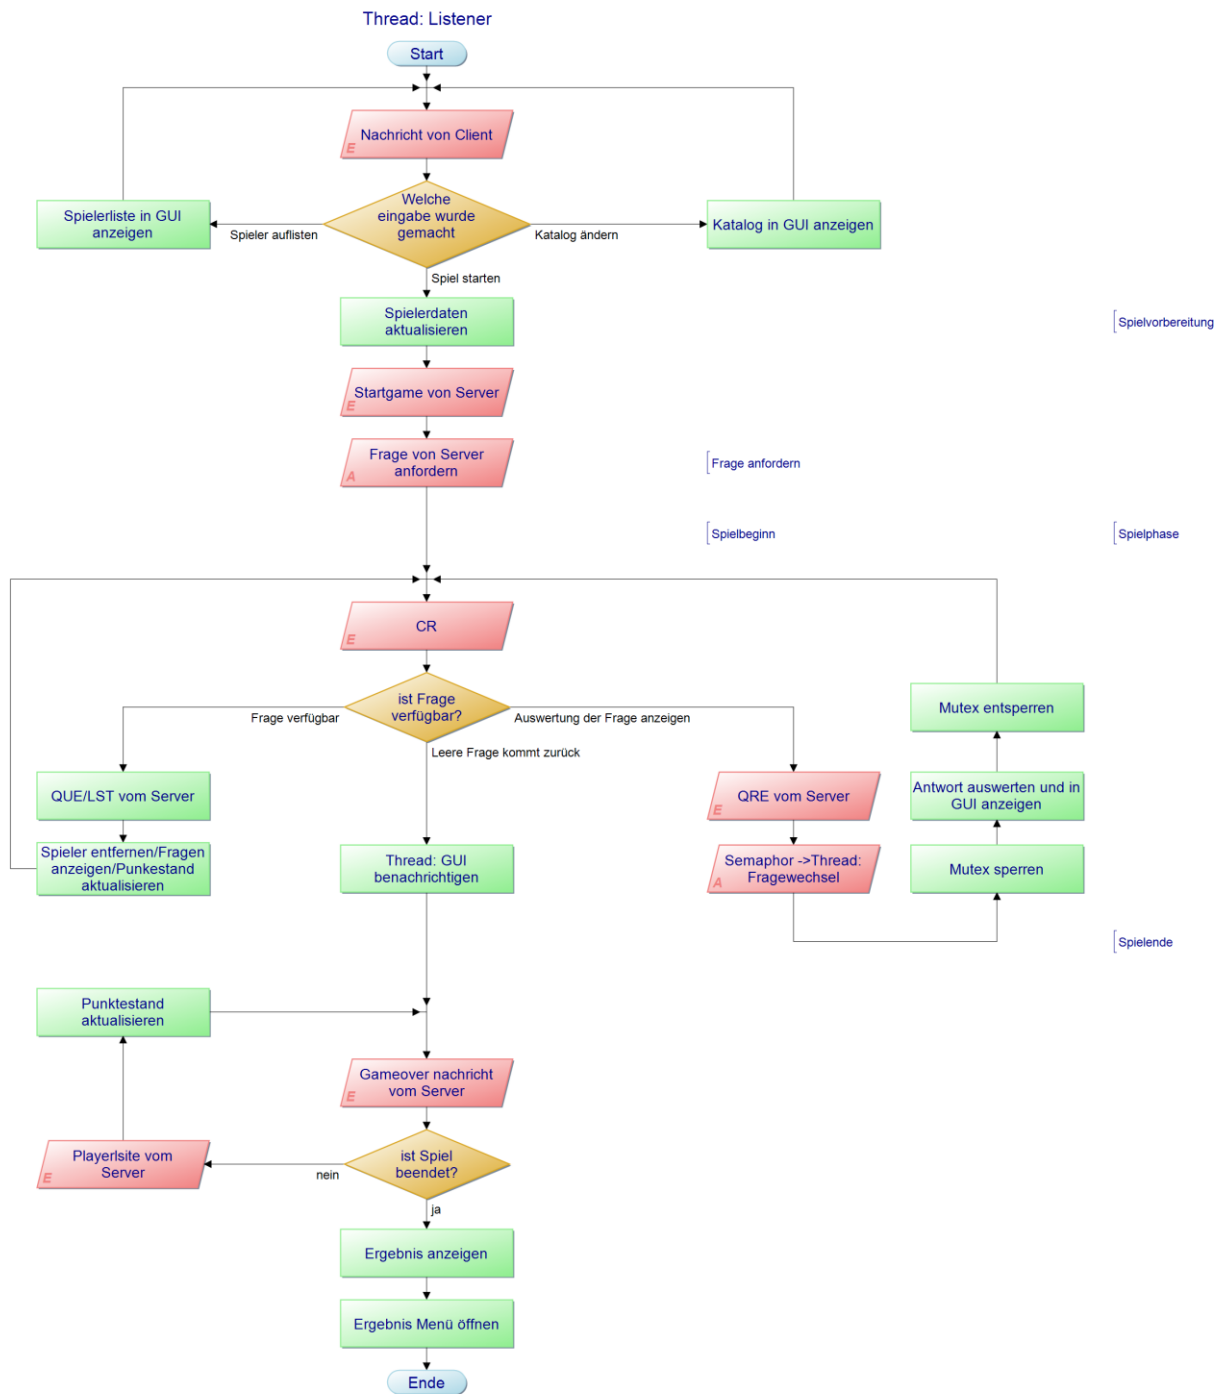 Thread: Listener
Start
Nachricht von Client
E
Welche
eingabe wurde
gemacht
Spielerliste in GUI
anzeigen
Spieler auflisten
Katalog ändern
Katalog in GUI anzeigen
Spiel starten
Spielerdaten
aktualisieren
Spielvorbereitung
Startgame von Server
E
Frage von Server
anfordern
A
Frage anfordern
Spielbeginn
Spielphase
CR
E
ist Frage
verfügbar?
Frage verfügbar
Auswertung der Frage anzeigen
Leere Frage kommt zurück
Mutex entsperren
QUE/LST vom Server
QRE vom Server
E
Antwort auswerten und in
GUI anzeigen
Spieler entfernen/Fragen
anzeigen/Punkestand
aktualisieren
Thread: GUI
benachrichtigen
Semaphor ->Thread:
Fragewechsel
A
Mutex sperren
Spielende
Punktestand
aktualisieren
Gameover nachricht
vom Server
E
Playerlsite vom
Server
E
ist Spiel
beendet?
nein
ja
Ergebnis anzeigen
Ergebnis Menü öffnen
Ende